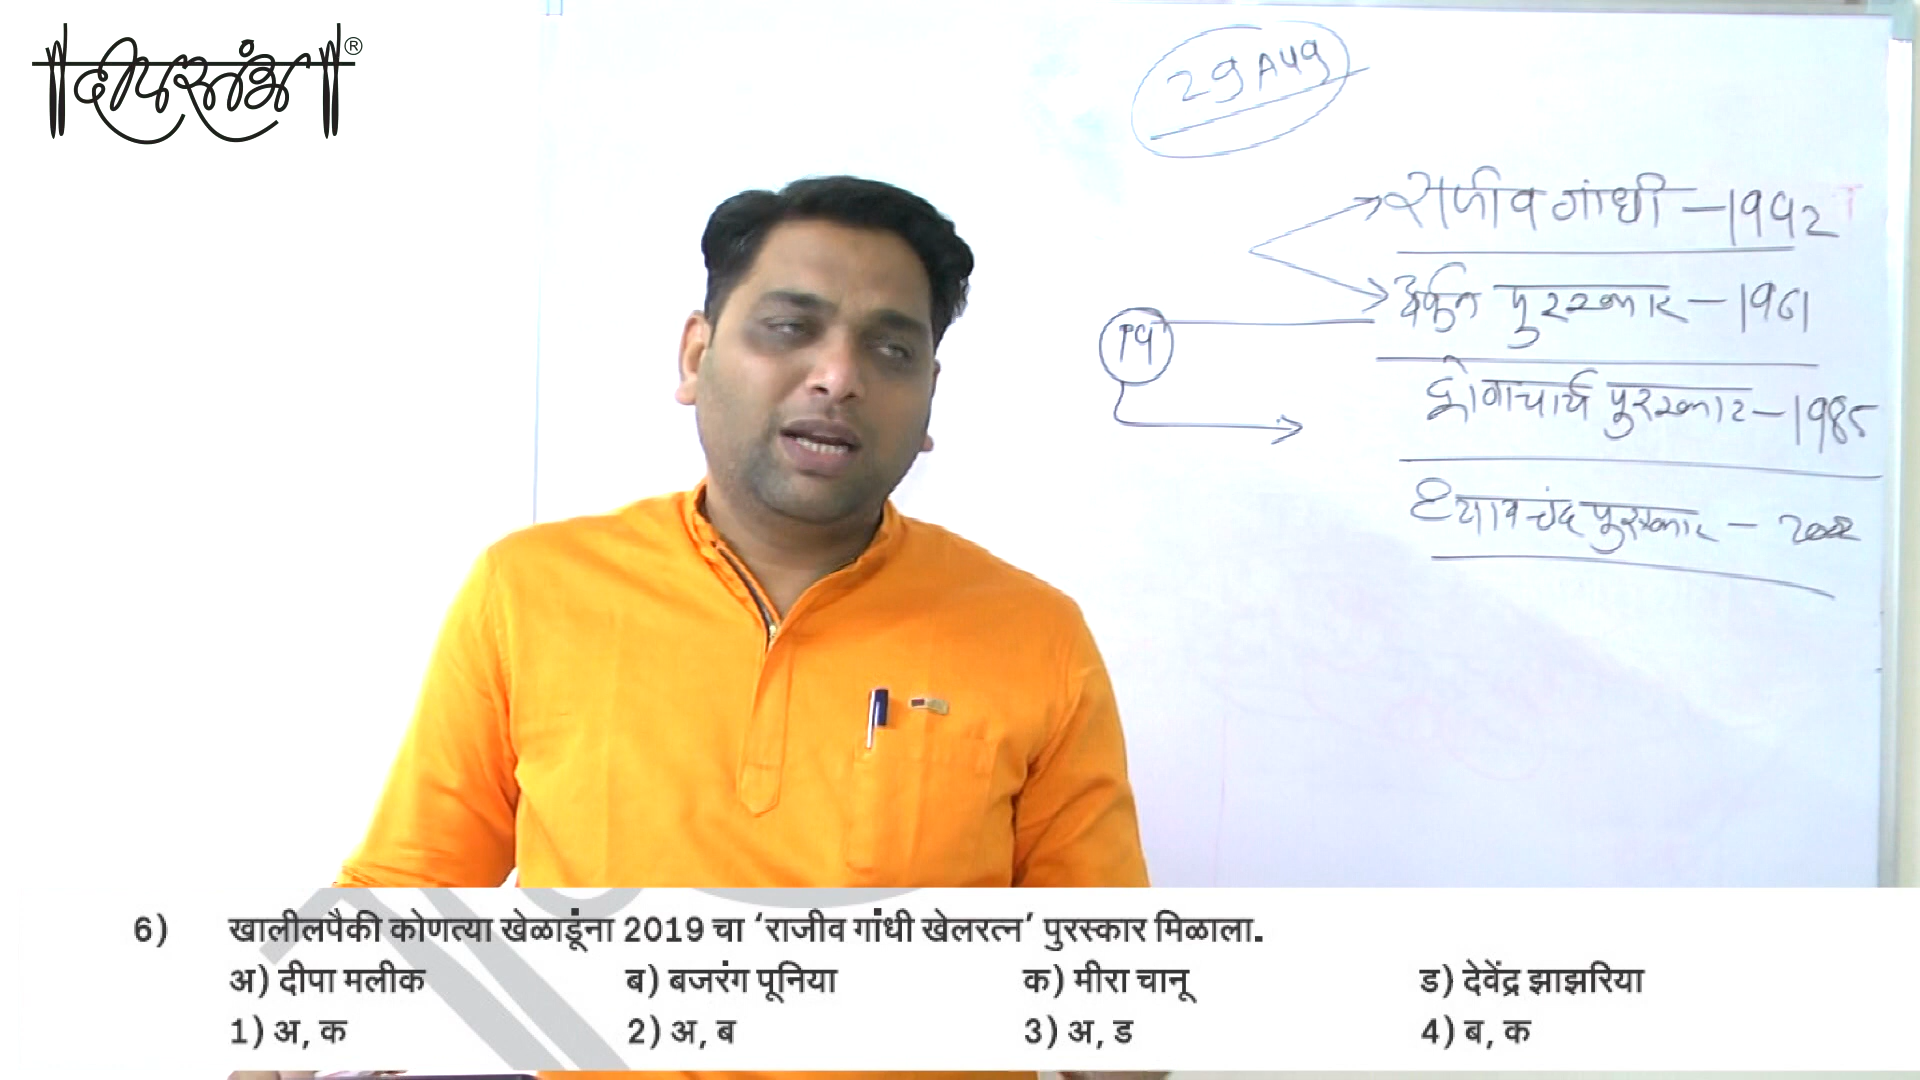 दीपस्तंभ®
29 Aug
राजीव गांधी – 1992
अर्जुन पुरस्कार – 1961
19
द्रोणाचार्य पुरस्कार – 1985
ध्यानचंद पुरस्कार – 2002
6) खालीलपैकी कोणत्या खेळाडूंना 2019 चा ‘राजीव गांधी खेलरत्न’ पुरस्कार मिळाला.
अ) दीपा मलीक ब) बजरंग पूनिया क) मीरा चानू ड) देवेंद्र झाझरिया
1) अ, क 2) अ, ब 3) अ, ड 4) ब, क